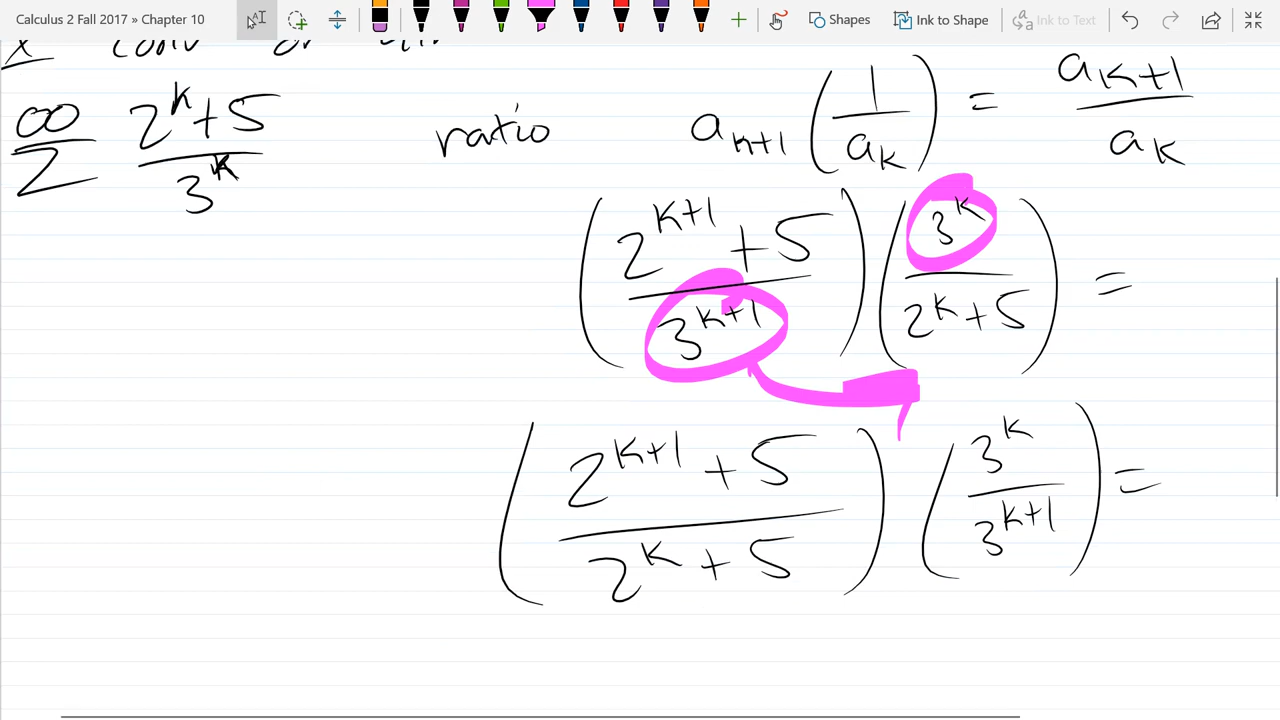 Calculus 2 Fall 2017 » Chapter 10
Shapes
Ink to Shape
Ink to Text
conv or
∞
Σ (2^k + 5) / 3^k
ratio a_{k+1} (1 / a_k) = a_{k+1} / a_k
((2^{k+1} + 5) / 3^{k+1}) (3^k / (2^k + 5)) =
((2^{k+1} + 5) / (2^k + 5)) (3^k / 3^{k+1}) =